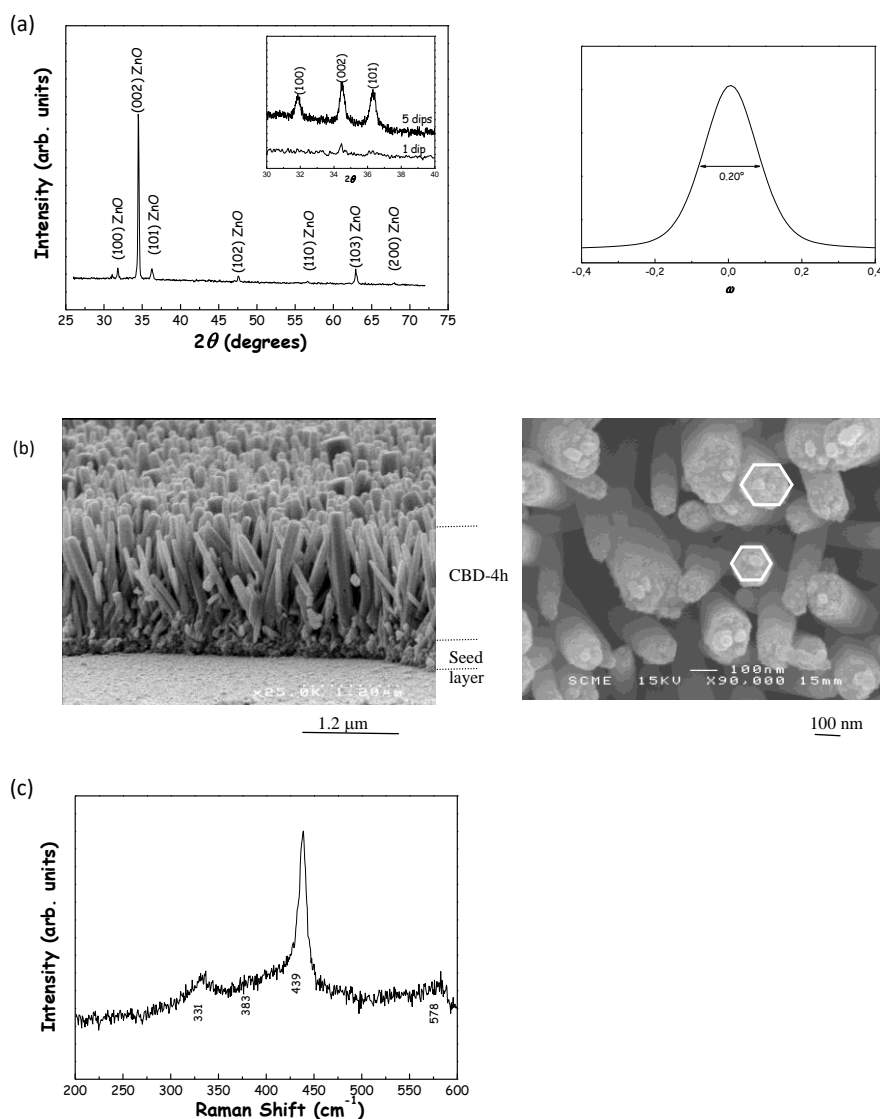 (a)
Intensity (arb. units)
(100) ZnO
(002) ZnO
(101) ZnO
(102) ZnO
(110) ZnO
(103) ZnO
(200) ZnO
25 30 35 40 45 50 55 60 65 70 75
2θ (degrees)
(100)
(002)
(101)
5 dips
1 dip
30 32 34 36 38 40
2θ
0,20°
-0,4 -0,2 0,0 0,2 0,4
ω
(b)
CBD-4h
Seed
layer
x25.0K 1.20μm
1.2 μm
100nm
SCME 15KV X90,000 15mm
100 nm
(c)
Intensity (arb. units)
331
383
439
578
200 250 300 350 400 450 500 550 600
Raman Shift (cm⁻¹)